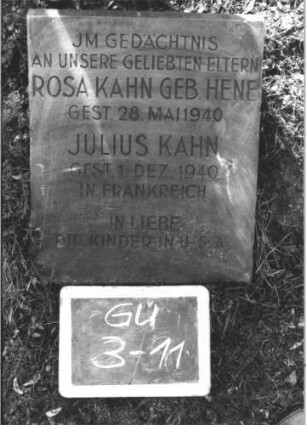 JM GEDÄCHTNIS
AN UNSERE GELIEBTEN ELTERN
ROSA KAHN GEB HENE
GEST. 28. MAI 1940
JULIUS KAHN
GEST. 1. DEZ. 1940
IN FRANKREICH
IN LIEBE
DIE KINDER IN U.S.A.
GÜ
3-11